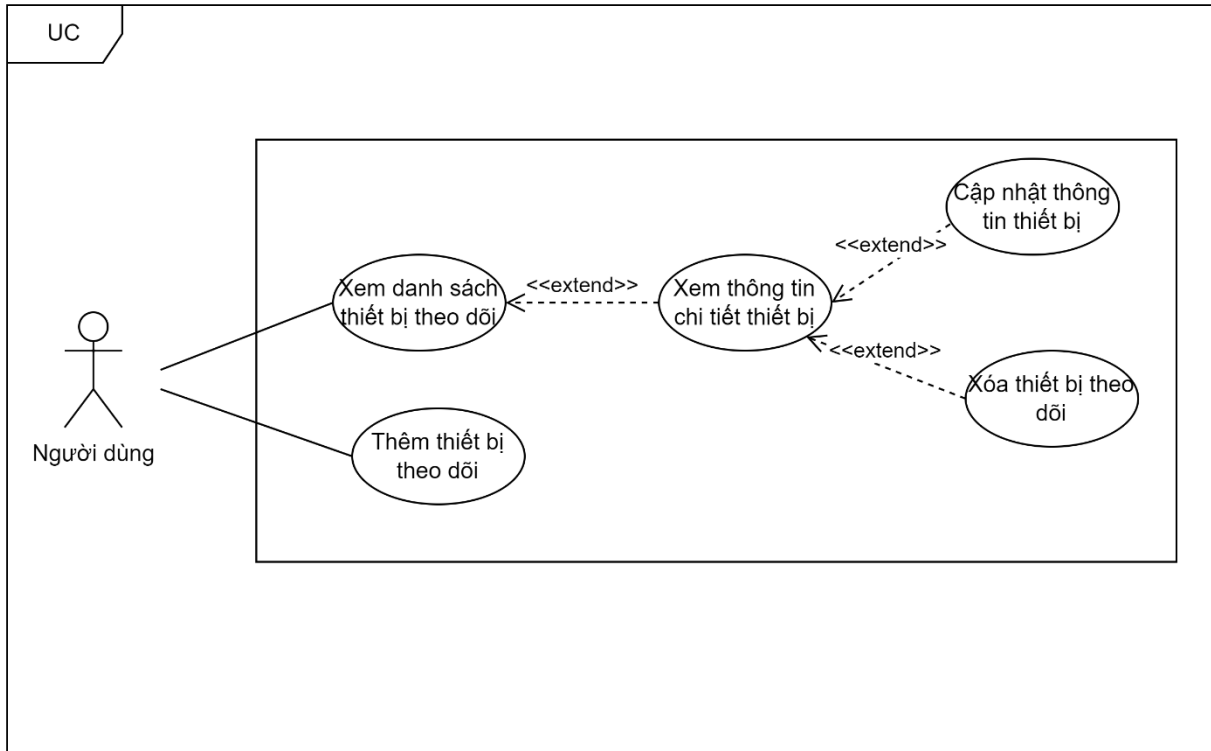 UC
Cập nhật thông
tin thiết bị
<<extend>>
Xem danh sách
thiết bị theo dõi
<<extend>>
Xem thông tin
chi tiết thiết bị
<<extend>>
Xóa thiết bị theo
dõi
Người dùng
Thêm thiết bị
theo dõi